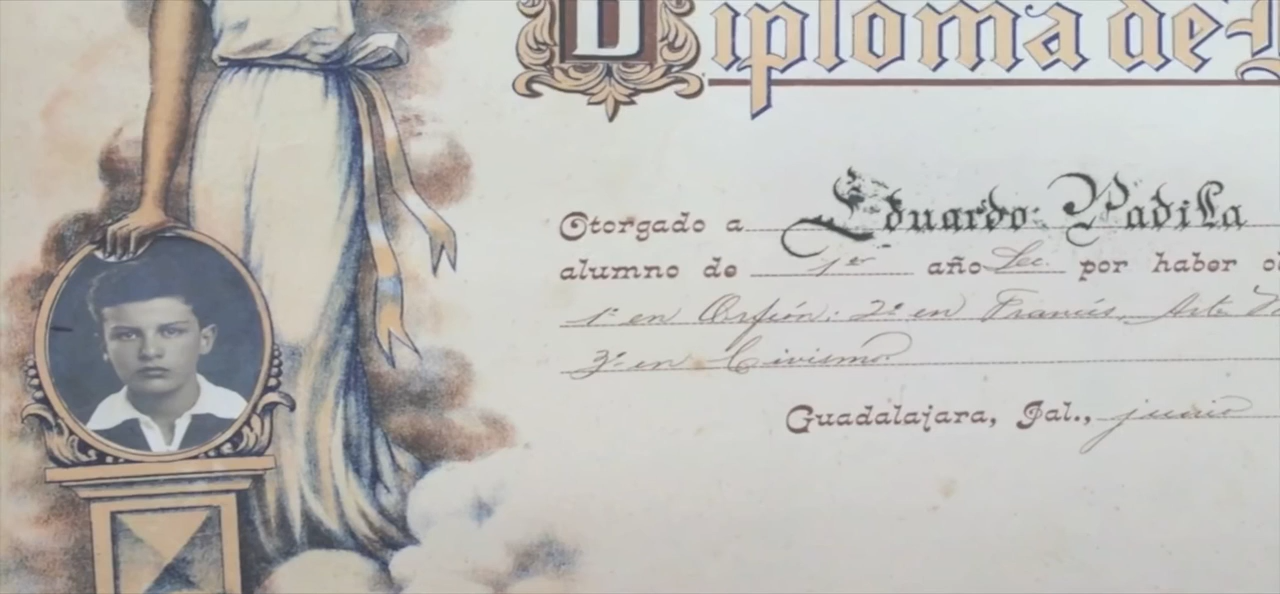 Diploma de
Otorgado a Eduardo Padilla
alumno de 1er año Sec. por haber
1º en Orfeón; 2º en Francés, Arte
3º en Civismo.
Guadalajara, Jal., junio